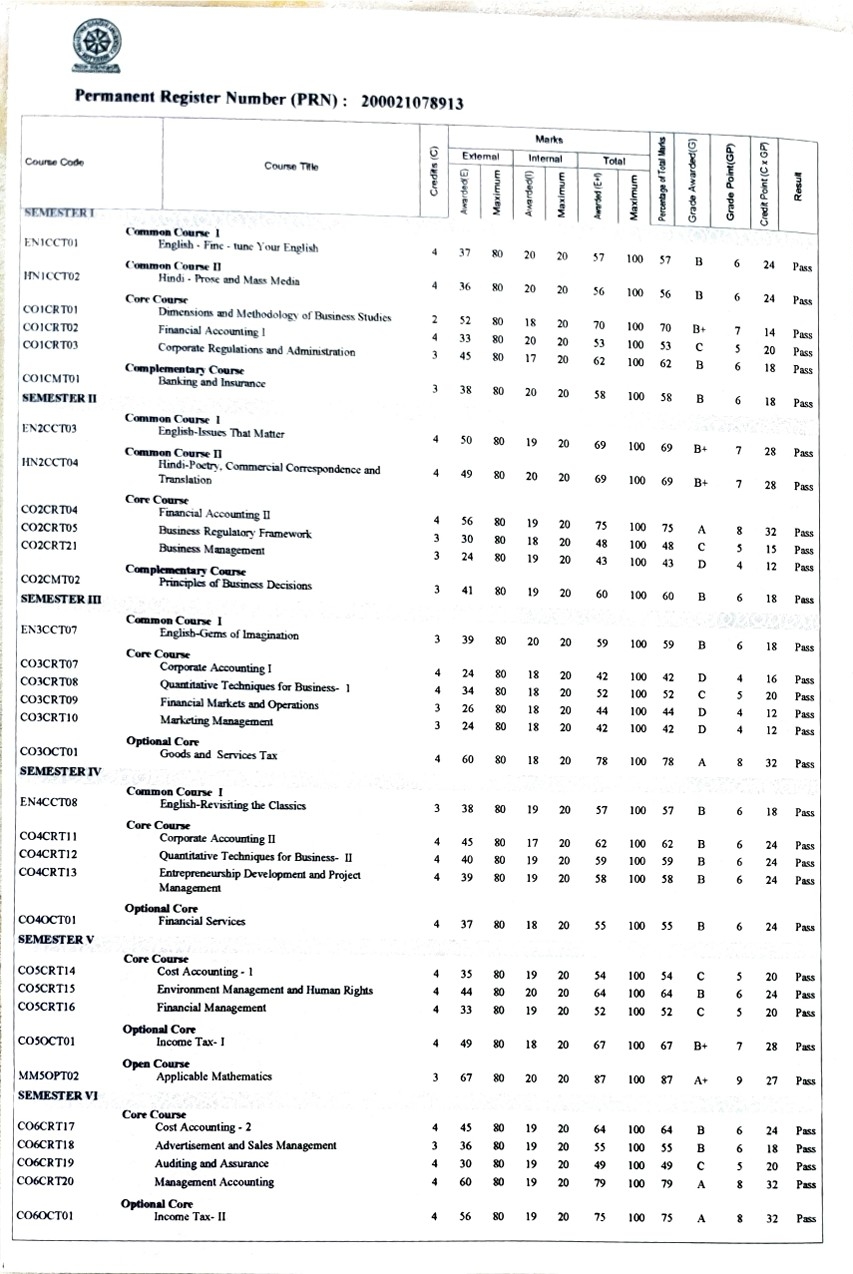 Permanent Register Number (PRN) : 200021078913
Course Code Course Title Credits (C) Marks Percentage of Total Marks Grade Awarded(G) Grade Point(GP) Credit Point (C x GP) Result
External Internal Total
Awarded(E) Maximum Awarded(I) Maximum Awarded (E+I) Maximum
SEMESTER I
Common Course I
EN1CCT01 English - Fine - tune Your English 4 37 80 20 20 57 100 57 B 6 24 Pass
Common Course II
HN1CCT02 Hindi - Prose and Mass Media 4 36 80 20 20 56 100 56 B 6 24 Pass
Core Course
CO1CRT01 Dimensions and Methodology of Business Studies 2 52 80 18 20 70 100 70 B+ 7 14 Pass
CO1CRT02 Financial Accounting I 4 33 80 20 20 53 100 53 C 5 20 Pass
CO1CRT03 Corporate Regulations and Administration 3 45 80 17 20 62 100 62 B 6 18 Pass
Complementary Course
CO1CMT01 Banking and Insurance 3 38 80 20 20 58 100 58 B 6 18 Pass
SEMESTER II
Common Course I
EN2CCT03 English-Issues That Matter 4 50 80 19 20 69 100 69 B+ 7 28 Pass
Common Course II
HN2CCT04 Hindi-Poetry, Commercial Correspondence and 4 49 80 20 20 69 100 69 B+ 7 28 Pass
Translation
Core Course
CO2CRT04 Financial Accounting II 4 56 80 19 20 75 100 75 A 8 32 Pass
CO2CRT05 Business Regulatory Framework 3 30 80 18 20 48 100 48 C 5 15 Pass
CO2CRT21 Business Management 3 24 80 19 20 43 100 43 D 4 12 Pass
Complementary Course
CO2CMT02 Principles of Business Decisions 3 41 80 19 20 60 100 60 B 6 18 Pass
SEMESTER III
Common Course I
EN3CCT07 English-Gems of Imagination 3 39 80 20 20 59 100 59 B 6 18 Pass
Core Course
CO3CRT07 Corporate Accounting I 4 24 80 18 20 42 100 42 D 4 16 Pass
CO3CRT08 Quantitative Techniques for Business- 1 4 34 80 18 20 52 100 52 C 5 20 Pass
CO3CRT09 Financial Markets and Operations 3 26 80 18 20 44 100 44 D 4 12 Pass
CO3CRT10 Marketing Management 3 24 80 18 20 42 100 42 D 4 12 Pass
Optional Core
CO3OCT01 Goods and Services Tax 4 60 80 18 20 78 100 78 A 8 32 Pass
SEMESTER IV
Common Course I
EN4CCT08 English-Revisiting the Classics 3 38 80 19 20 57 100 57 B 6 18 Pass
Core Course
CO4CRT11 Corporate Accounting II 4 45 80 17 20 62 100 62 B 6 24 Pass
CO4CRT12 Quantitative Techniques for Business- II 4 40 80 19 20 59 100 59 B 6 24 Pass
CO4CRT13 Entrepreneurship Development and Project 4 39 80 19 20 58 100 58 B 6 24 Pass
Management
Optional Core
CO4OCT01 Financial Services 4 37 80 18 20 55 100 55 B 6 24 Pass
SEMESTER V
Core Course
CO5CRT14 Cost Accounting - 1 4 35 80 19 20 54 100 54 C 5 20 Pass
CO5CRT15 Environment Management and Human Rights 4 44 80 20 20 64 100 64 B 6 24 Pass
CO5CRT16 Financial Management 4 33 80 19 20 52 100 52 C 5 20 Pass
Optional Core
CO5OCT01 Income Tax- I 4 49 80 18 20 67 100 67 B+ 7 28 Pass
Open Course
MM5OPT02 Applicable Mathematics 3 67 80 20 20 87 100 87 A+ 9 27 Pass
SEMESTER VI
Core Course
CO6CRT17 Cost Accounting - 2 4 45 80 19 20 64 100 64 B 6 24 Pass
CO6CRT18 Advertisement and Sales Management 3 36 80 19 20 55 100 55 B 6 18 Pass
CO6CRT19 Auditing and Assurance 4 30 80 19 20 49 100 49 C 5 20 Pass
CO6CRT20 Management Accounting 4 60 80 19 20 79 100 79 A 8 32 Pass
Optional Core
CO6OCT01 Income Tax- II 4 56 80 19 20 75 100 75 A 8 32 Pass